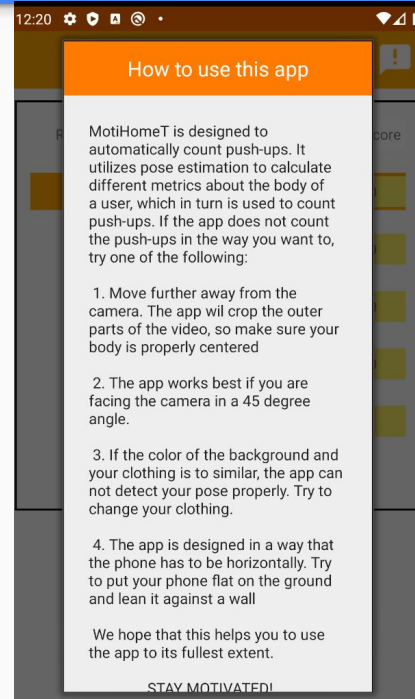 12:20
How to use this app
core
MotiHomeT is designed to
automatically count push-ups. It
utilizes pose estimation to calculate
different metrics about the body of
a user, which in turn is used to count
push-ups. If the app does not count
the push-ups in the way you want to,
try one of the following:
1. Move further away from the
camera. The app wil crop the outer
parts of the video, so make sure your
body is properly centered
2. The app works best if you are
facing the camera in a 45 degree
angle.
3. If the color of the background and
your clothing is to similar, the app can
not detect your pose properly. Try to
change your clothing.
4. The app is designed in a way that
the phone has to be horizontally. Try
to put your phone flat on the ground
and lean it against a wall
We hope that this helps you to use
the app to its fullest extent.
STAY MOTIVATED!